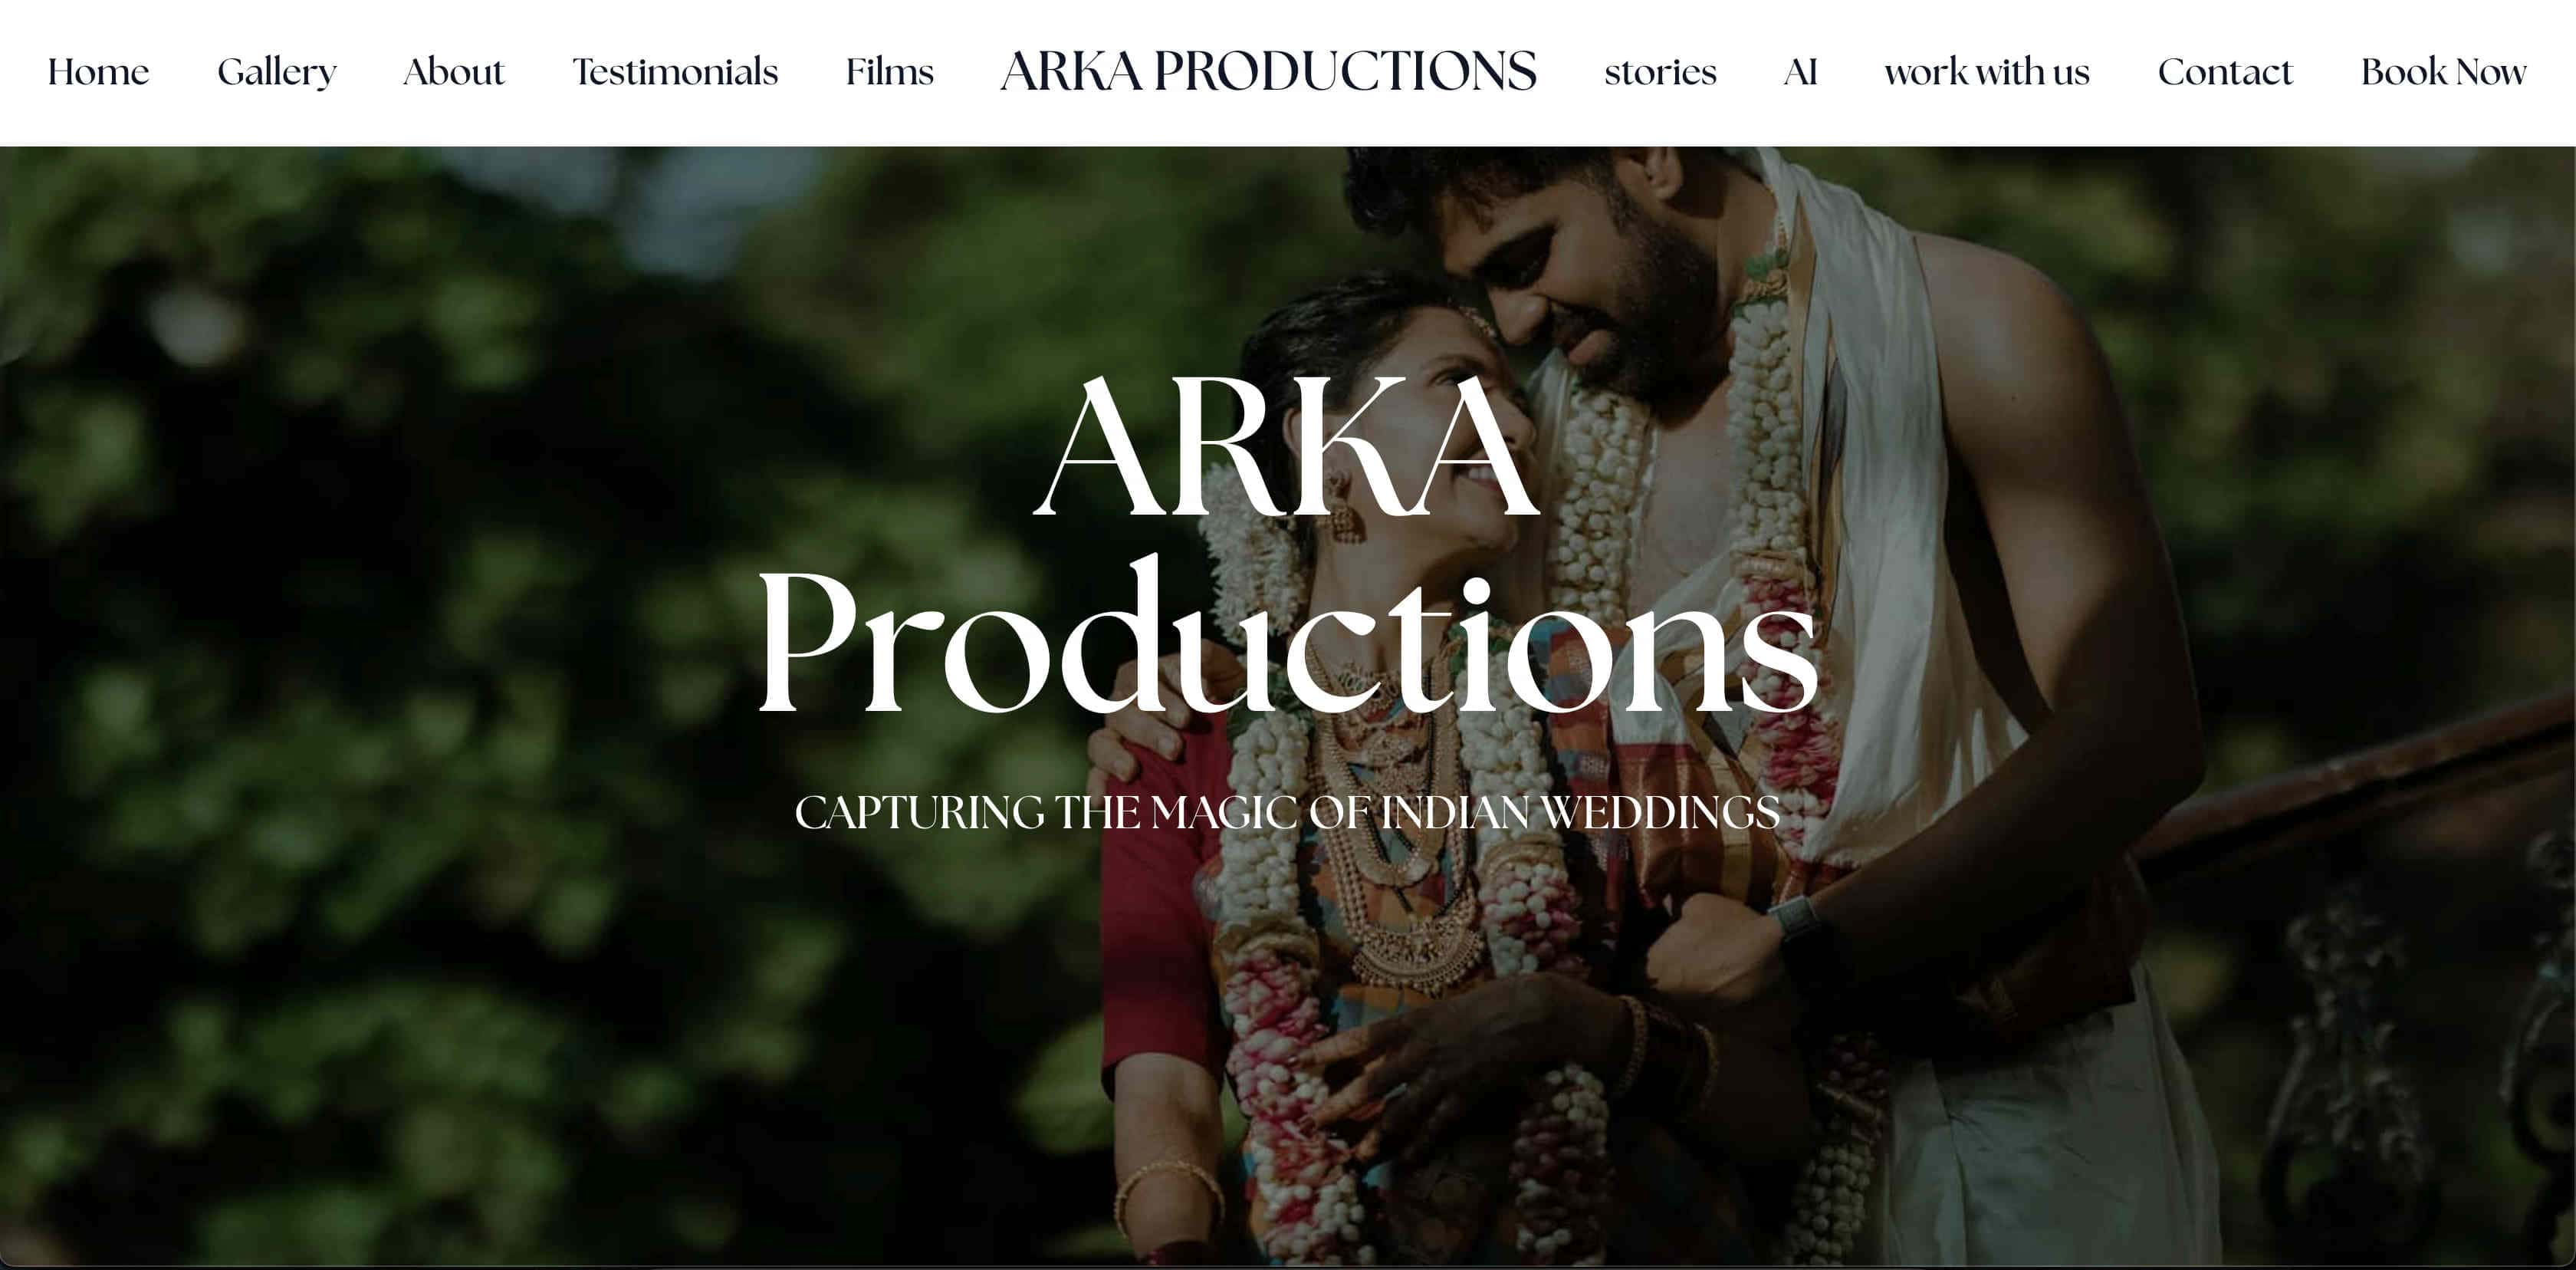 Home Gallery About Testimonials Films ARKA PRODUCTIONS stories AI work with us Contact Book Now
ARKA
Productions
CAPTURING THE MAGIC OF INDIAN WEDDINGS